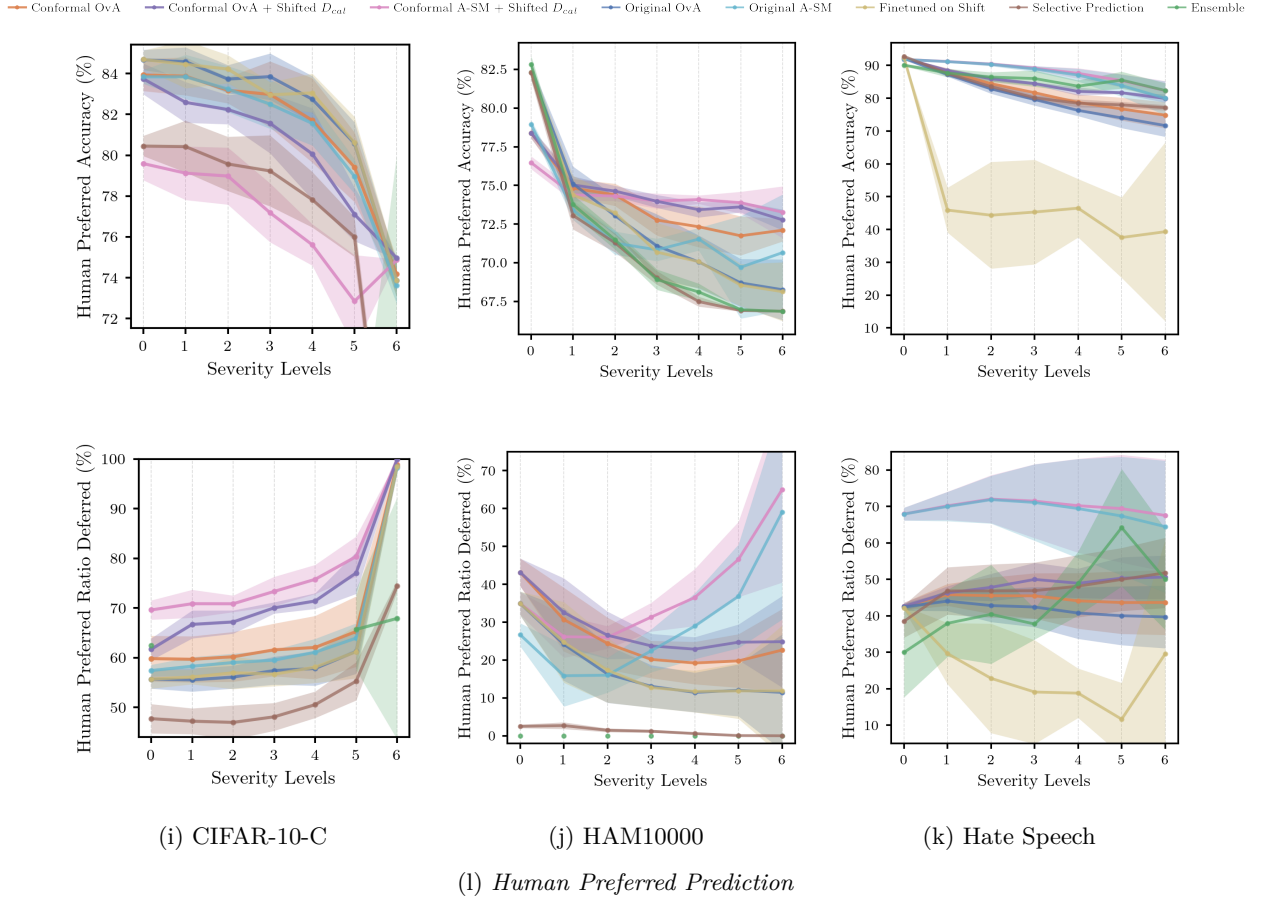 Conformal OvA Conformal OvA + Shifted D_cal Conformal A-SM + Shifted D_cal Original OvA Original A-SM Finetuned on Shift Selective Prediction Ensemble
Human Preferred Accuracy (%)
84
82
80
78
76
74
72
0 1 2 3 4 5 6
Severity Levels
Human Preferred Accuracy (%)
82.5
80.0
77.5
75.0
72.5
70.0
67.5
0 1 2 3 4 5 6
Severity Levels
Human Preferred Accuracy (%)
90
80
70
60
50
40
30
20
10
0 1 2 3 4 5 6
Severity Levels
Human Preferred Ratio Deferred (%)
100
90
80
70
60
50
0 1 2 3 4 5 6
Severity Levels
Human Preferred Ratio Deferred (%)
70
60
50
40
30
20
10
0
0 1 2 3 4 5 6
Severity Levels
Human Preferred Ratio Deferred (%)
80
70
60
50
40
30
20
10
0 1 2 3 4 5 6
Severity Levels
(i) CIFAR-10-C
(j) HAM10000
(k) Hate Speech
(l) Human Preferred Prediction